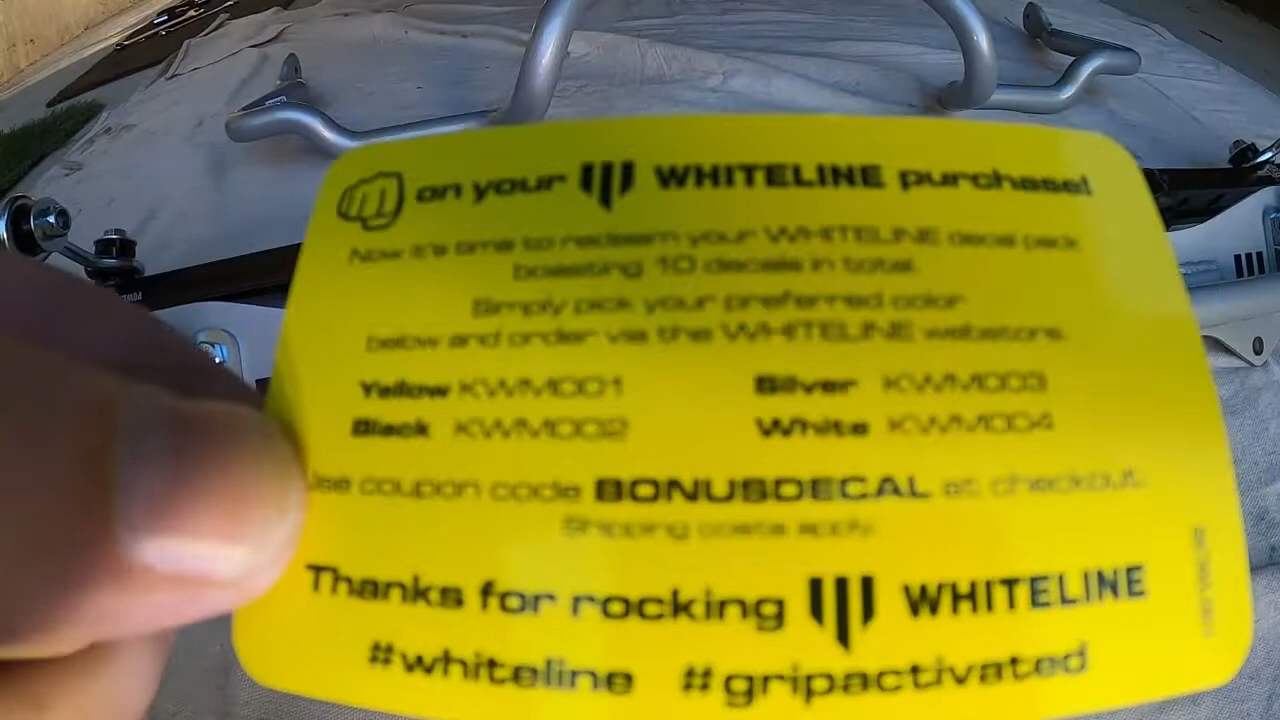 on your WHITELINE purchase!
Now it's time to redeem your WHITELINE decal pack
boasting 10 decals in total.
Simply pick your preferred color
below and order via the WHITELINE webstore.
Yellow KWM001 Silver KWM003
Black KWM002 White KWM004
Use coupon code BONUSDECAL at checkout.
Shipping costs apply.
Thanks for rocking WHITELINE
#whiteline #gripactivated